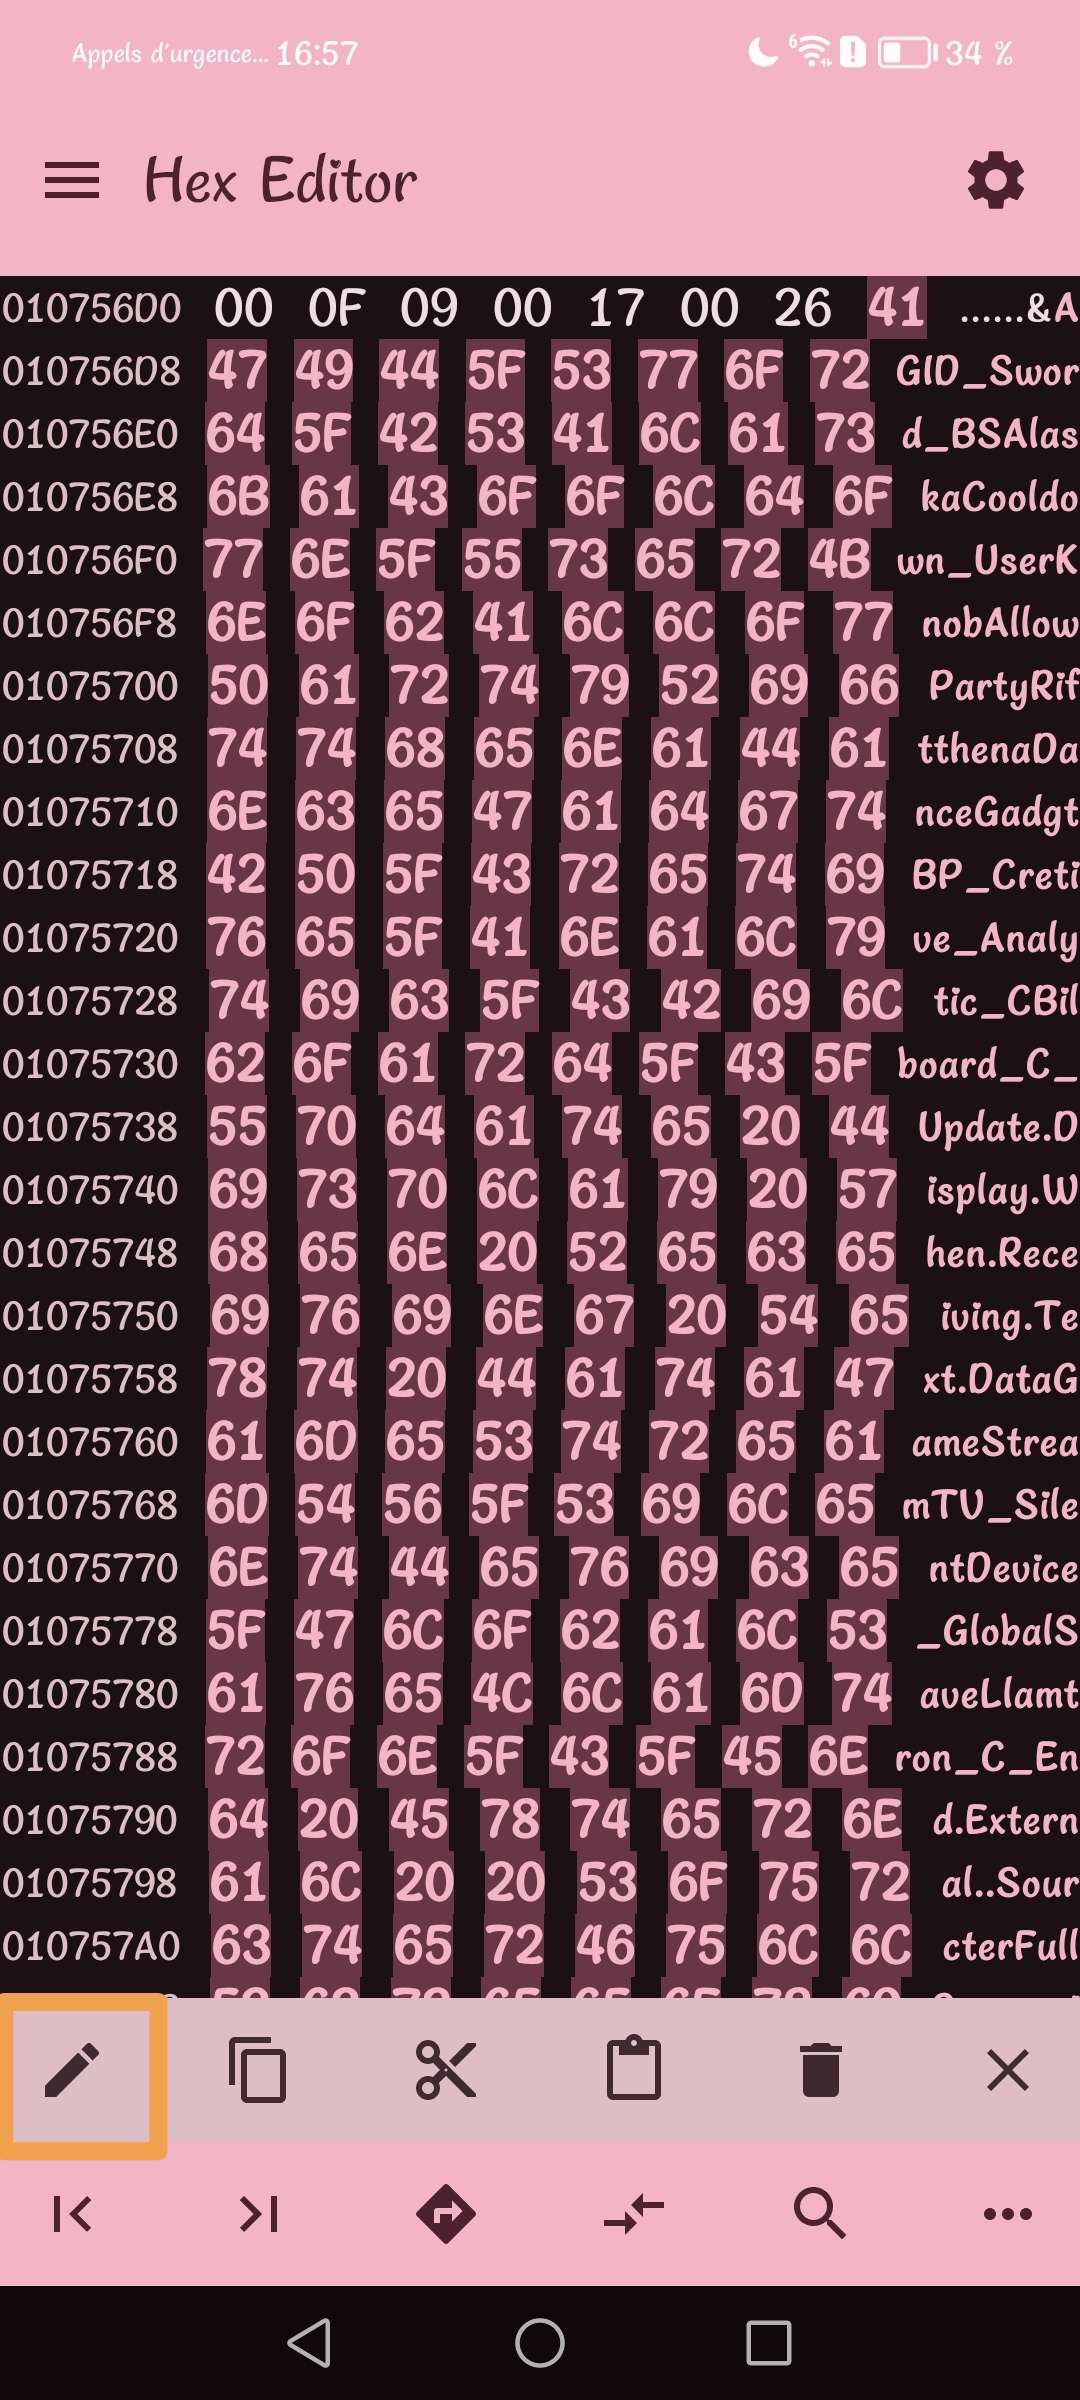 Appels d'urgence... 16:57 6 34 %
Hex Editor
010756D0 00 0F 09 00 17 00 26 41 ......&A
010756D8 47 49 44 5F 53 77 6F 72 GID_Swor
010756E0 64 5F 42 53 41 6C 61 73 d_BSAlas
010756E8 6B 61 43 6F 6F 6C 64 6F kaCooldo
010756F0 77 6E 5F 55 73 65 72 4B wn_UserK
010756F8 6E 6F 62 41 6C 6C 6F 77 nobAllow
01075700 50 61 72 74 79 52 69 66 PartyRif
01075708 74 74 68 65 6E 61 44 61 tthenaDa
01075710 6E 63 65 47 61 64 67 74 nceGadgt
01075718 42 50 5F 43 72 65 74 69 BP_Creti
01075720 76 65 5F 41 6E 61 6C 79 ve_Analy
01075728 74 69 63 5F 43 42 69 6C tic_CBil
01075730 62 6F 61 72 64 5F 43 5F board_C_
01075738 55 70 64 61 74 65 20 44 Update.D
01075740 69 73 70 6C 61 79 20 57 isplay.W
01075748 68 65 6E 20 52 65 63 65 hen.Rece
01075750 69 76 69 6E 67 20 54 65 iving.Te
01075758 78 74 20 44 61 74 61 47 xt.DataG
01075760 61 6D 65 53 74 72 65 61 ameStrea
01075768 6D 54 56 5F 53 69 6C 65 mTV_Sile
01075770 6E 74 44 65 76 69 63 65 ntDevice
01075778 5F 47 6C 6F 62 61 6C 53 _GlobalS
01075780 61 76 65 4C 6C 61 6D 74 aveLlamt
01075788 72 6F 6E 5F 43 5F 45 6E ron_C_En
01075790 64 20 45 78 74 65 72 6E d.Extern
01075798 61 6C 20 20 53 6F 75 72 al..Sour
010757A0 63 74 65 72 46 75 6C 6C cterFull